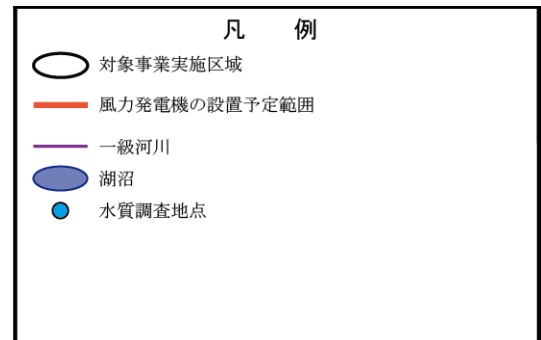 凡 例
対象事業実施区域
風力発電機の設置予定範囲
一級河川
湖沼
水質調査地点